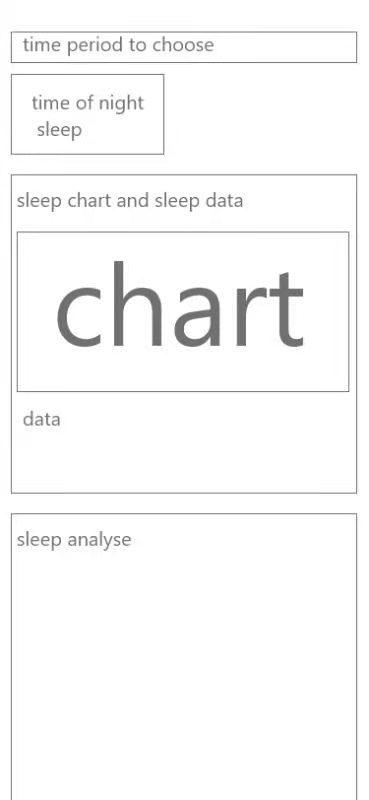 time period to choose
time of night
sleep
sleep chart and sleep data
chart
data
sleep analyse